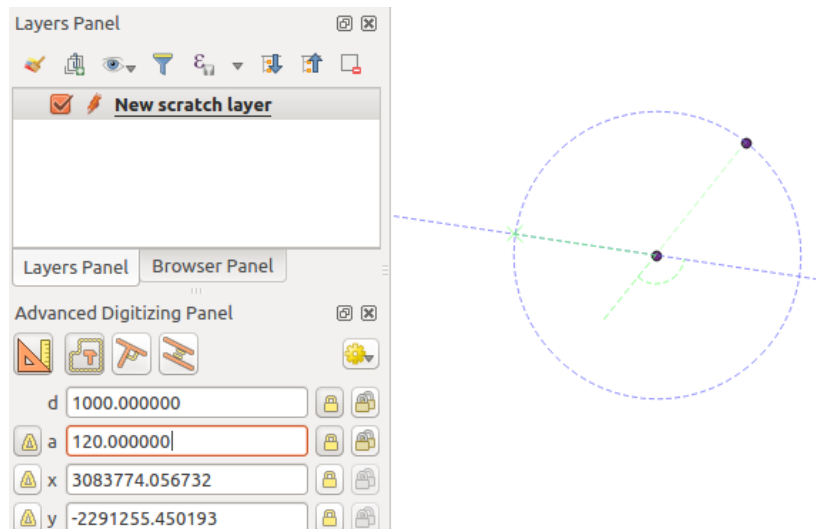 Layers Panel
New scratch layer
Layers Panel Browser Panel
Advanced Digitizing Panel
d 1000.000000
a 120.000000
x 3083774.056732
y -2291255.450193